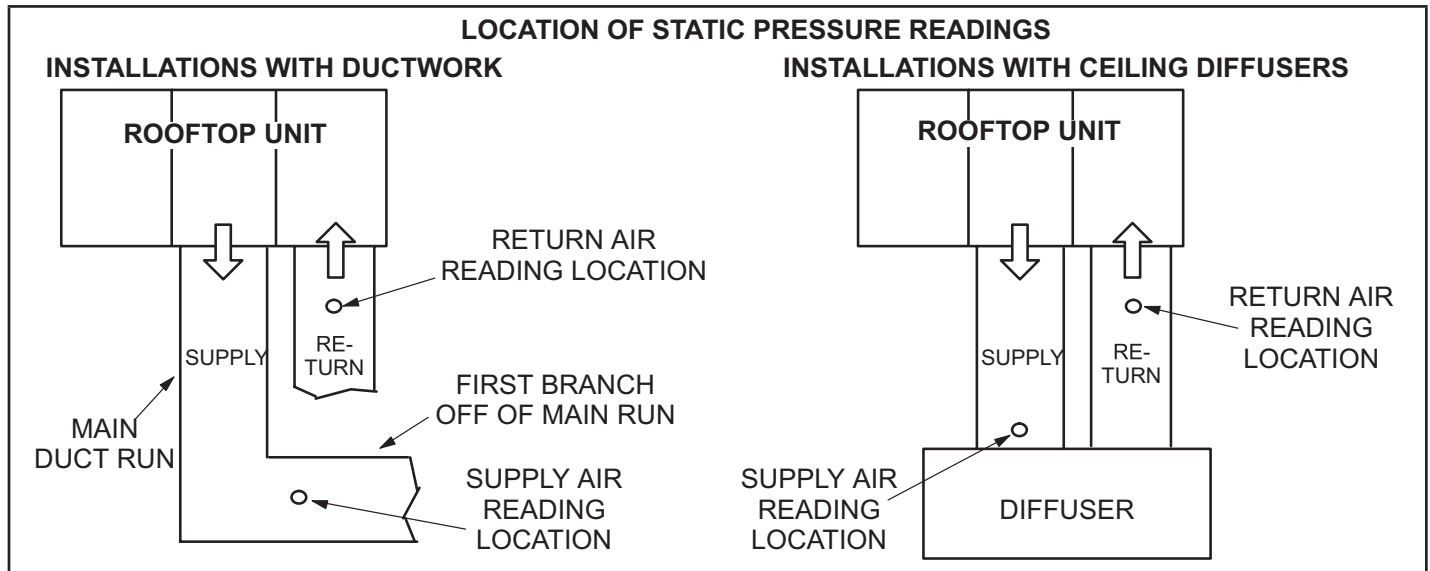 LOCATION OF STATIC PRESSURE READINGS
INSTALLATIONS WITH DUCTWORK
ROOFTOP UNIT
RETURN AIR
READING LOCATION
SUPPLY
RE-
TURN
MAIN
DUCT RUN
FIRST BRANCH
OFF OF MAIN RUN
SUPPLY AIR
READING
LOCATION
INSTALLATIONS WITH CEILING DIFFUSERS
ROOFTOP UNIT
RETURN AIR
READING
LOCATION
SUPPLY
RE-
TURN
SUPPLY AIR
READING
LOCATION
DIFFUSER